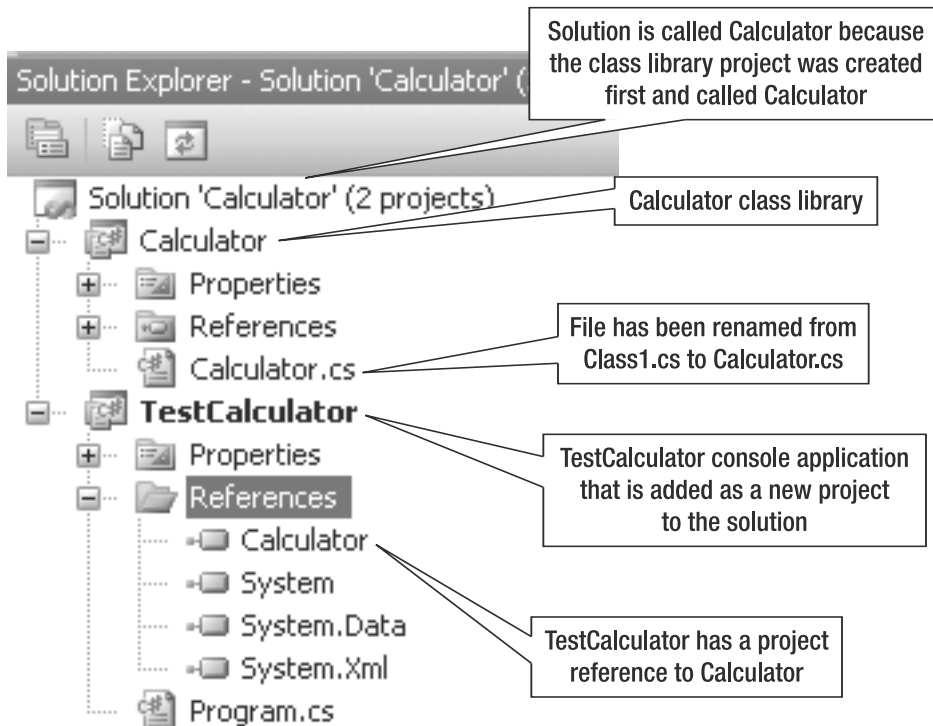 Solution is called Calculator because
the class library project was created
first and called Calculator
Solution Explorer - Solution 'Calculator' (
Solution 'Calculator' (2 projects)
Calculator class library
Calculator
Properties
References
File has been renamed from
Class1.cs to Calculator.cs
Calculator.cs
TestCalculator
Properties
TestCalculator console application
that is added as a new project
to the solution
References
Calculator
System
System.Data
TestCalculator has a project
reference to Calculator
System.Xml
Program.cs